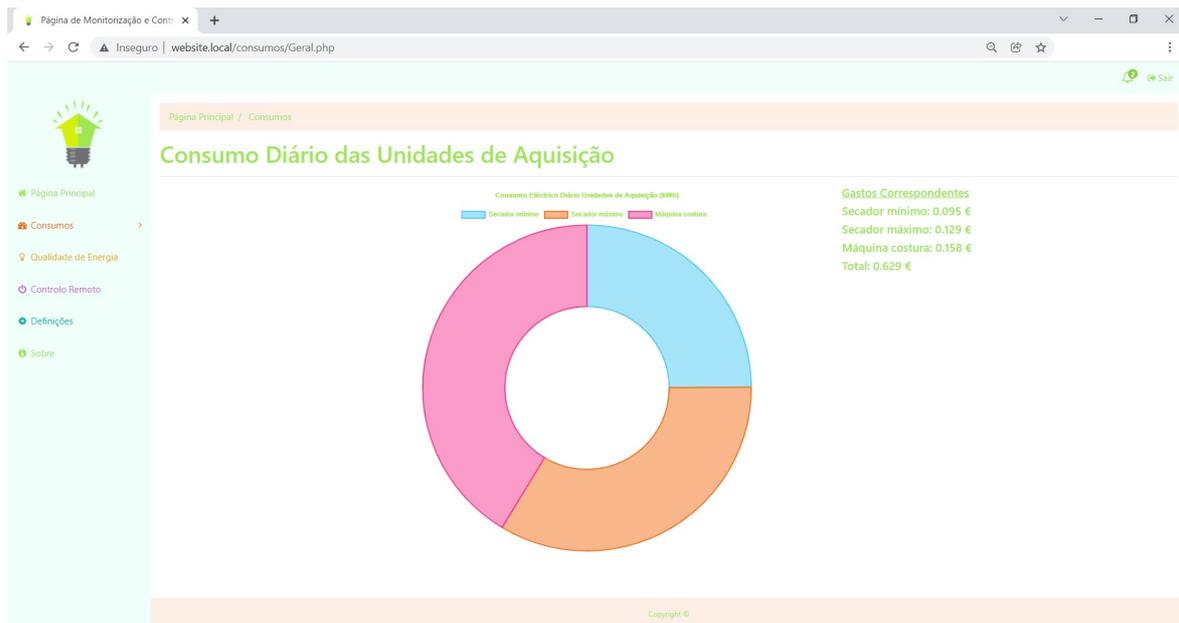 Página de Monitorização e Contr
Inseguro | website.local/consumos/Geral.php
2
Sair
Página Principal / Consumos
Consumo Diário das Unidades de Aquisição
Página Principal
Consumos
Qualidade de Energia
Controlo Remoto
Definições
Sobre
Consumo Eléctrico Diário Unidades de Aquisição (kWh)
Secador mínimo Secador máximo Máquina costura
Gastos Correspondentes
Secador mínimo: 0.095 €
Secador máximo: 0.129 €
Máquina costura: 0.158 €
Total: 0.629 €
Copyright ©